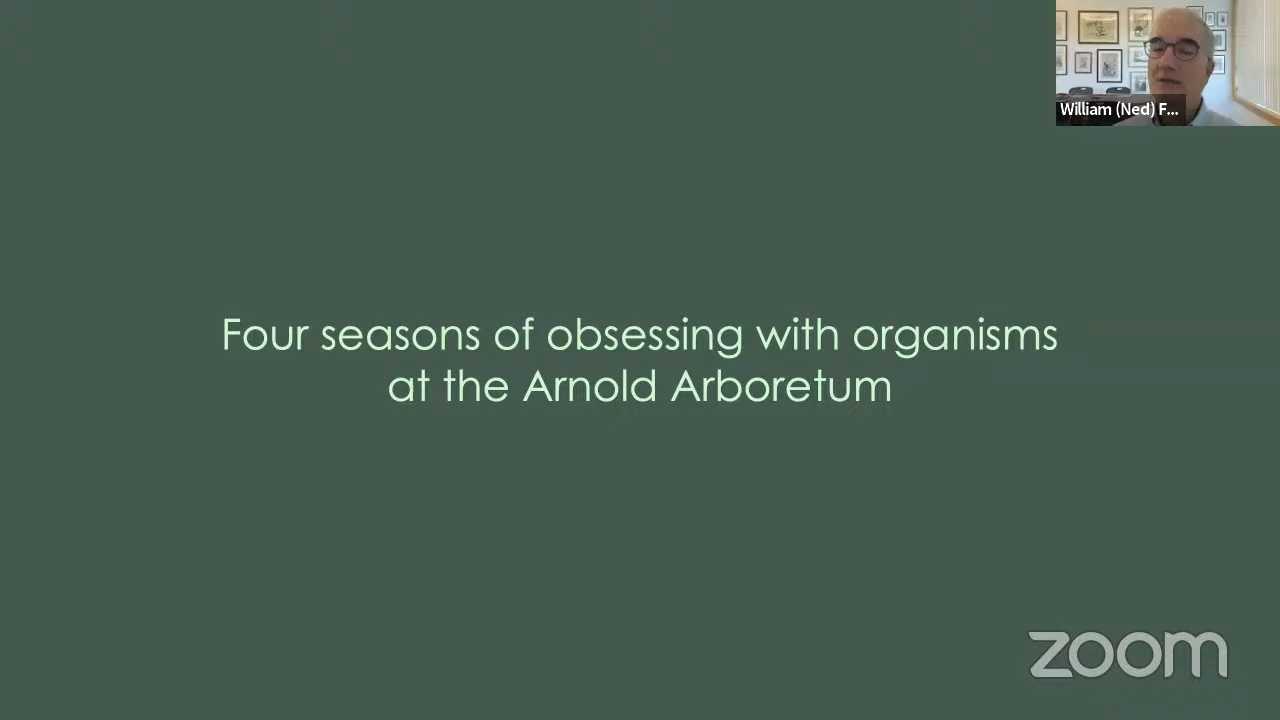 William (Ned) F...
Four seasons of obsessing with organisms
at the Arnold Arboretum
zoom